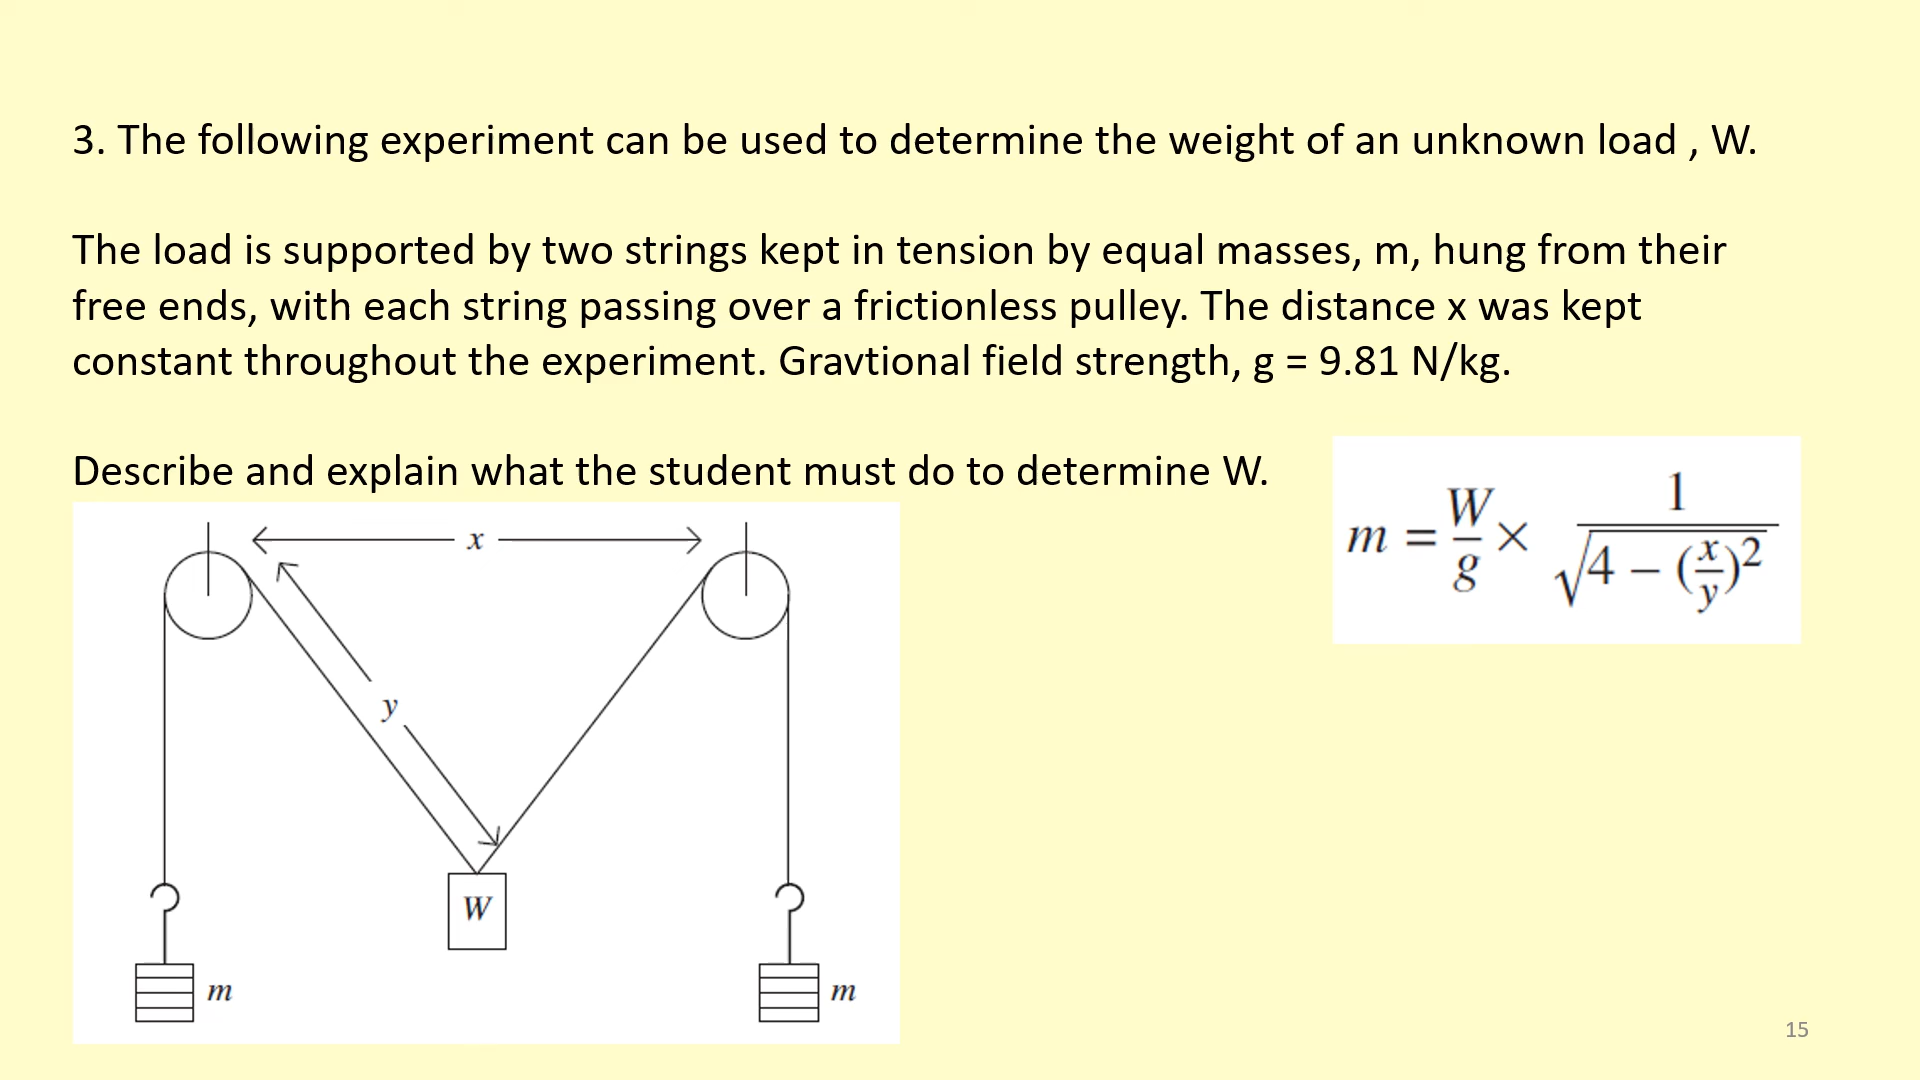 3. The following experiment can be used to determine the weight of an unknown load , W.
The load is supported by two strings kept in tension by equal masses, m, hung from their
free ends, with each string passing over a frictionless pulley. The distance x was kept
constant throughout the experiment. Gravtional field strength, g = 9.81 N/kg.
Describe and explain what the student must do to determine W.
m = W/g × 1/√(4 − (x/y)²)
x
y
W
m
m
15